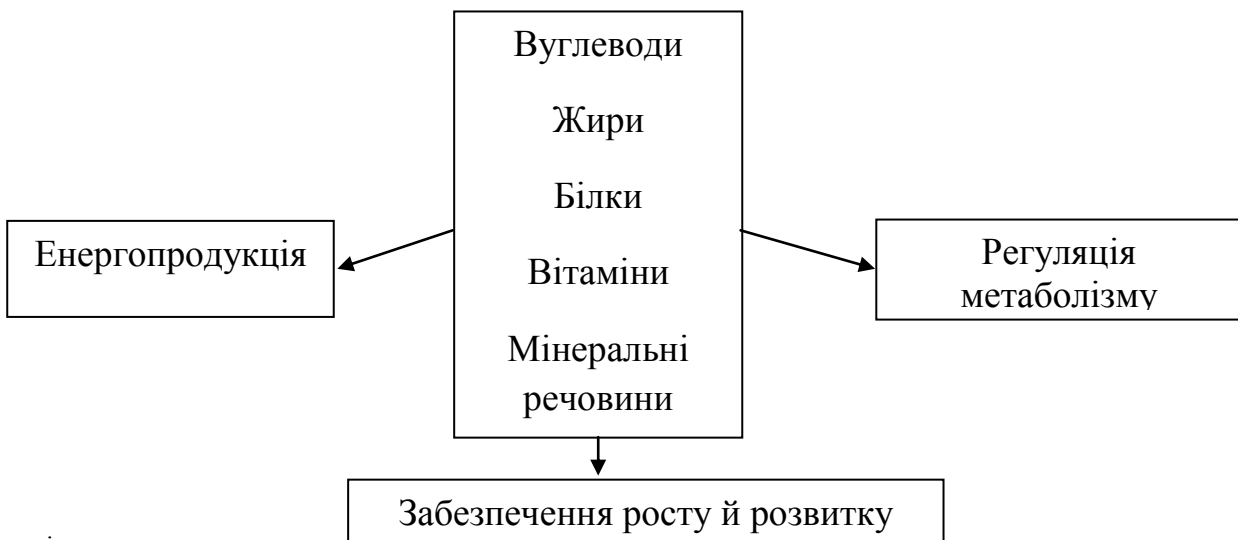 Вуглеводи
Жири
Білки
Вітаміни
Мінеральні
речовини
Енергопродукція
Регуляція
метаболізму
Забезпечення росту й розвитку